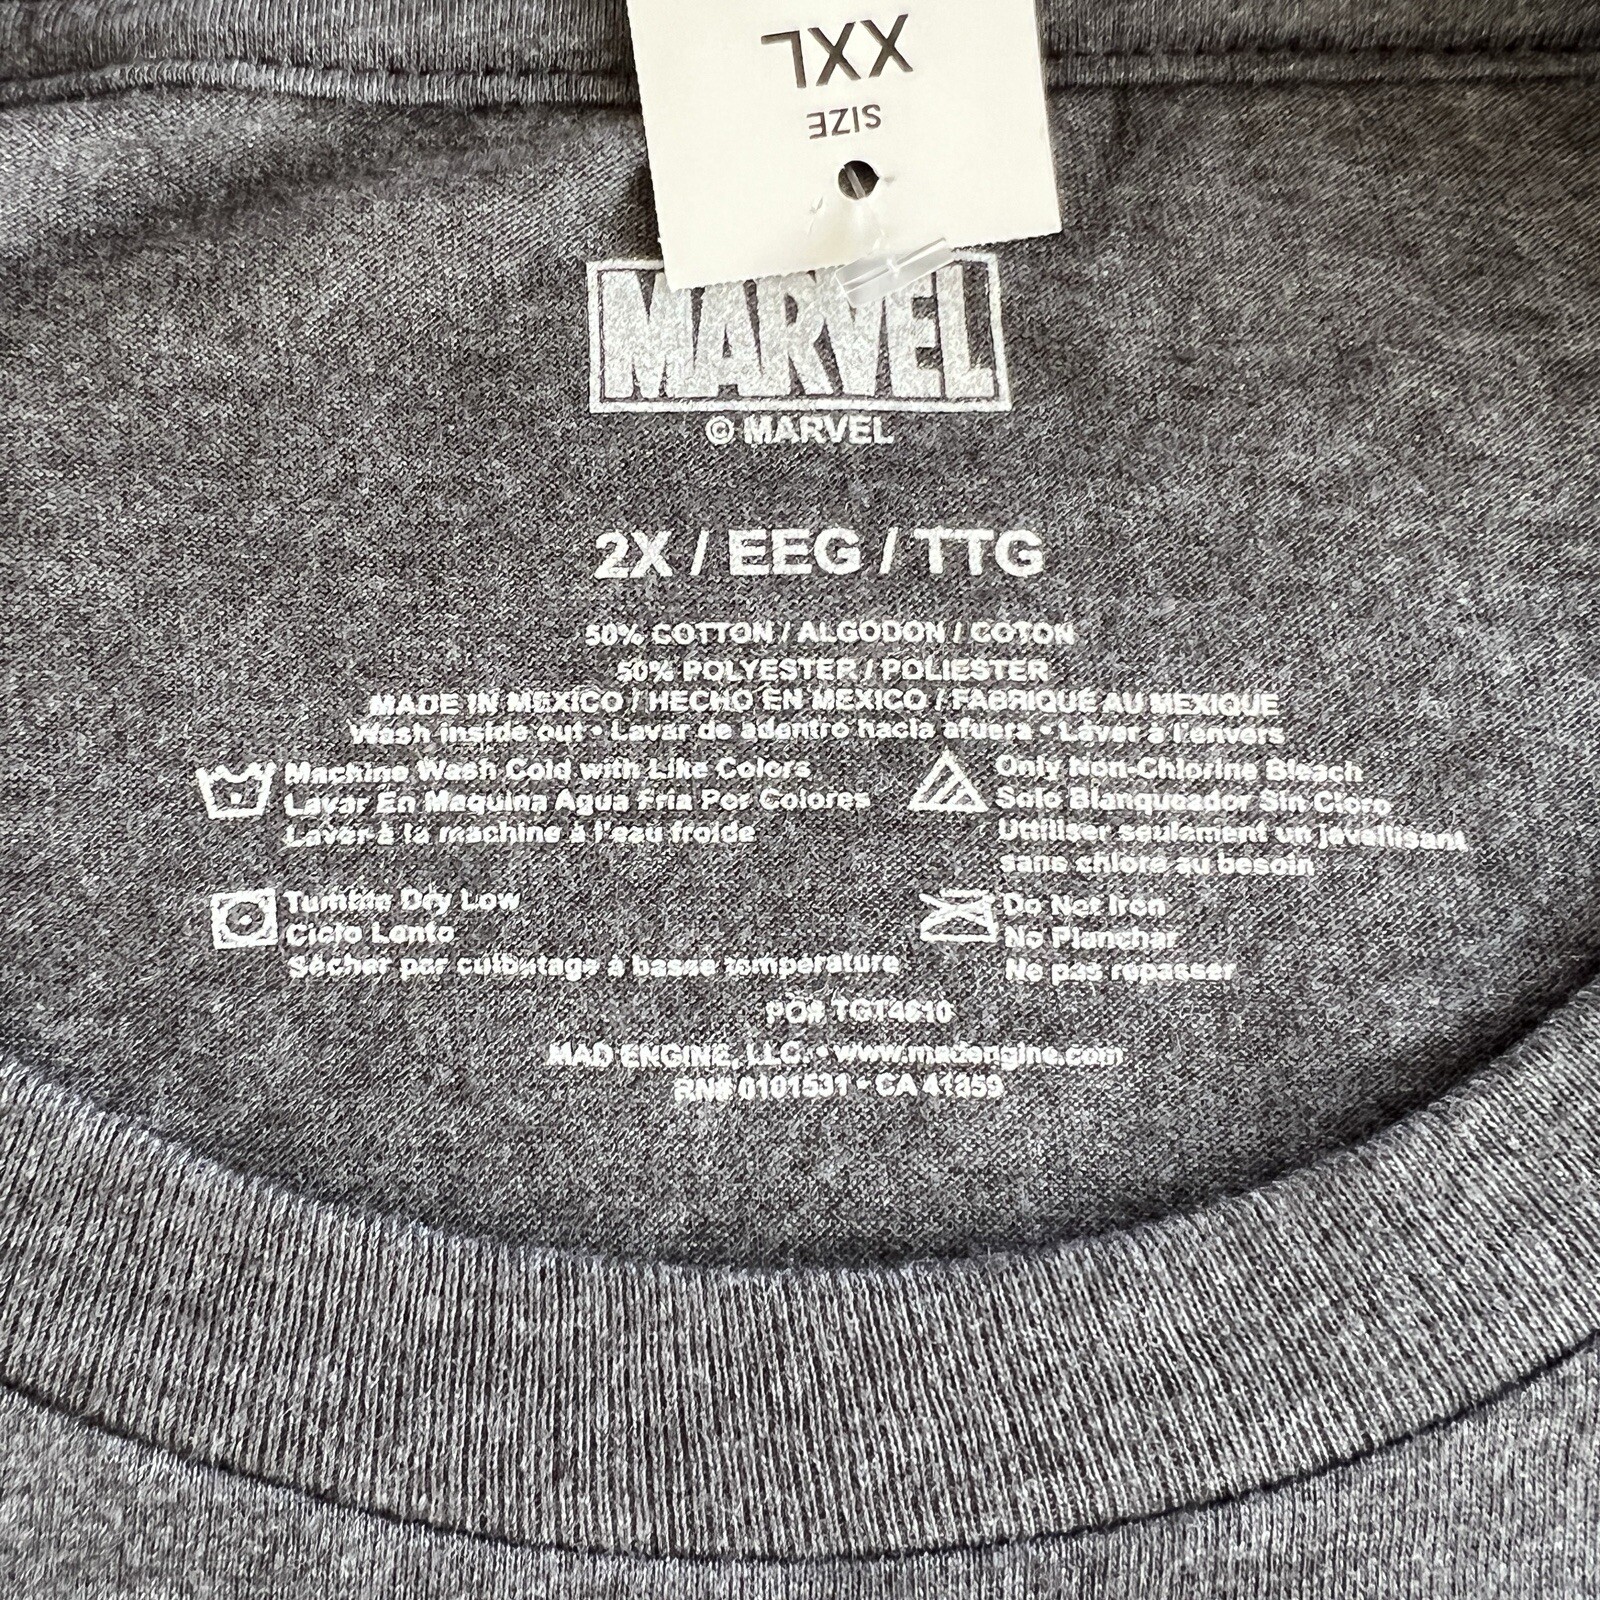 XXL
SIZE
MARVEL
© MARVEL
2X / EEG / TTG
50% COTTON / ALGODON / COTON
50% POLYESTER / POLIESTER
MADE IN MEXICO / HECHO EN MEXICO / FABRIQUÉ AU MEXIQUE
Wash inside out • Lavar de adentro hacia afuera • Laver à l'envers
Machine Wash Cold with Like Colors
Lavar En Maquina Agua Fria Por Colores
Laver à la machine à l'eau froide
Only Non-Chlorine Bleach
Solo Blanqueador Sin Cloro
Uttiliser seulement un javellisant
sans chlore au besoin
Tumble Dry Low
Ciclo Lento
Sécher par culbutage à basse température
Do Not Iron
No Planchar
Ne pas repasser
PO# TGT4610
MAD ENGINE, LLC. • www.madengine.com
RN# 0101531 • CA 41859